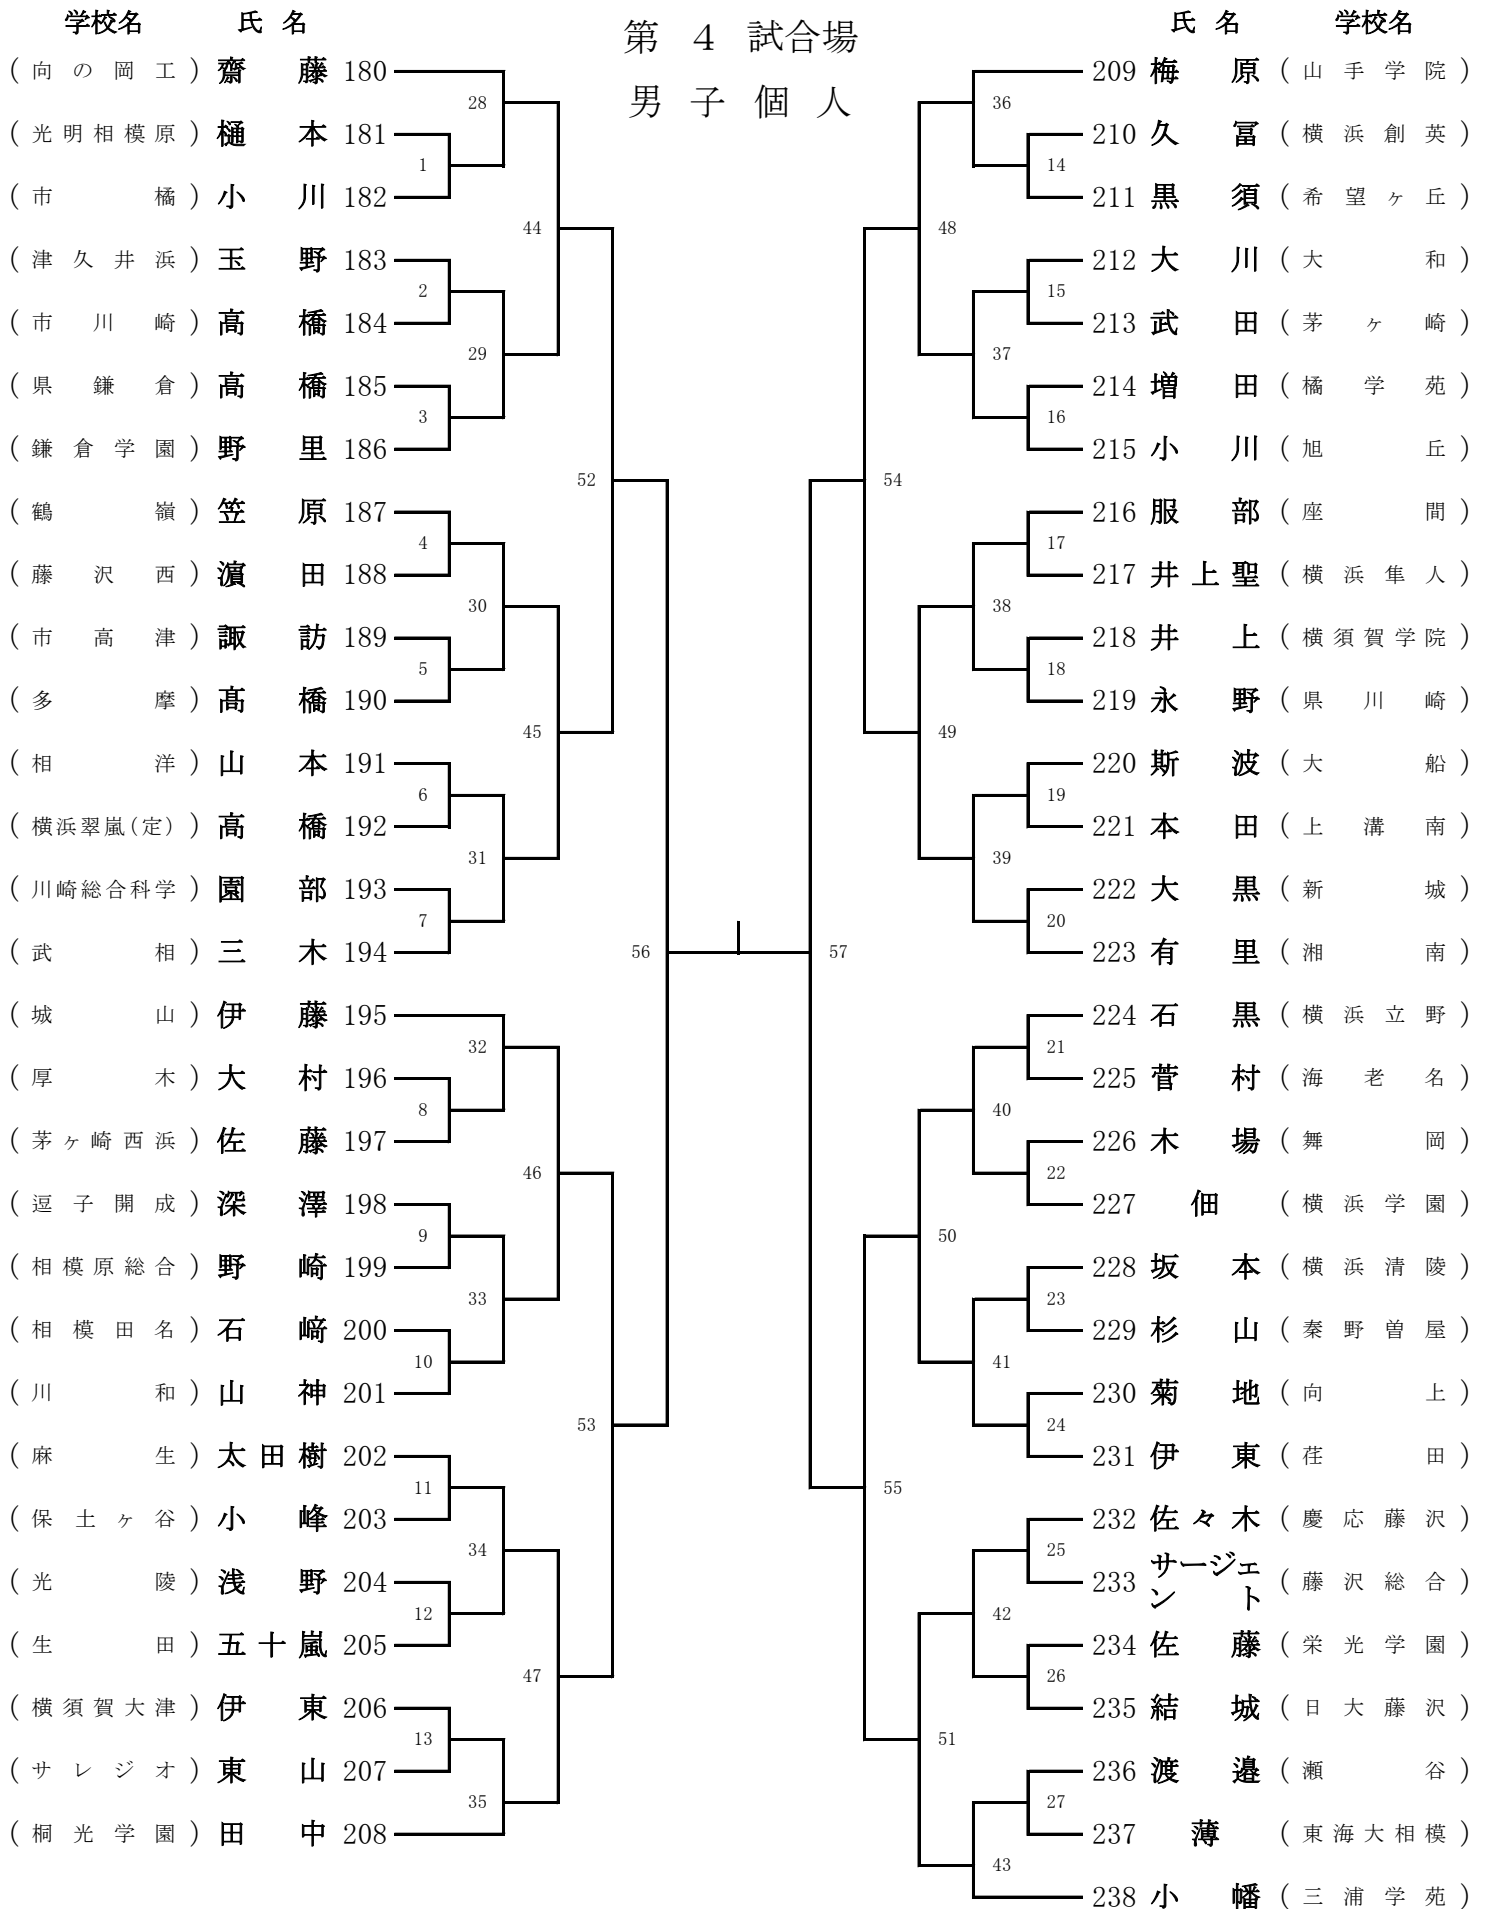 第 4 試合場
男子個人
学校名 氏名
(向の岡工) 齋藤 180
28
(光明相模原) 樋本 181
1
(市橘) 小川 182
44
(津久井浜) 玉野 183
2
(市川崎) 高橋 184
29
(県鎌倉) 高橋 185
3
(鎌倉学園) 野里 186
52
(鶴嶺) 笠原 187
4
(藤沢西) 濵田 188
30
(市高津) 諏訪 189
5
(多摩) 髙橋 190
45
(相洋) 山本 191
6
(横浜翠嵐(定)) 高橋 192
31
(川崎総合科学) 園部 193
7
(武相) 三木 194
56
(城山) 伊藤 195
32
(厚木) 大村 196
8
(茅ヶ崎西浜) 佐藤 197
46
(逗子開成) 深澤 198
9
(相模原総合) 野崎 199
33
(相模田名) 石﨑 200
10
(川和) 山神 201
53
(麻生) 太田樹 202
11
(保土ヶ谷) 小峰 203
34
(光陵) 浅野 204
12
(生田) 五十嵐 205
47
(横須賀大津) 伊東 206
13
(サレジオ) 東山 207
35
(桐光学園) 田中 208
氏名 学校名
209 梅原 (山手学院)
36
210 久冨 (横浜創英)
14
211 黒須 (希望ヶ丘)
48
212 大川 (大和)
15
213 武田 (茅ヶ崎)
37
214 増田 (橘学苑)
16
215 小川 (旭丘)
54
216 服部 (座間)
17
217 井上聖 (横浜隼人)
38
218 井上 (横須賀学院)
18
219 永野 (県川崎)
49
220 斯波 (大船)
19
221 本田 (上溝南)
39
222 大黒 (新城)
20
223 有里 (湘南)
57
224 石黒 (横浜立野)
21
225 菅村 (海老名)
40
226 木場 (舞岡)
22
227 佃 (横浜学園)
50
228 坂本 (横浜清陵)
23
229 杉山 (秦野曽屋)
41
230 菊地 (向上)
24
231 伊東 (荏田)
55
232 佐々木 (慶応藤沢)
25
233 サージェント (藤沢総合)
42
234 佐藤 (栄光学園)
26
235 結城 (日大藤沢)
51
236 渡邉 (瀬谷)
27
237 薄 (東海大相模)
43
238 小幡 (三浦学苑)